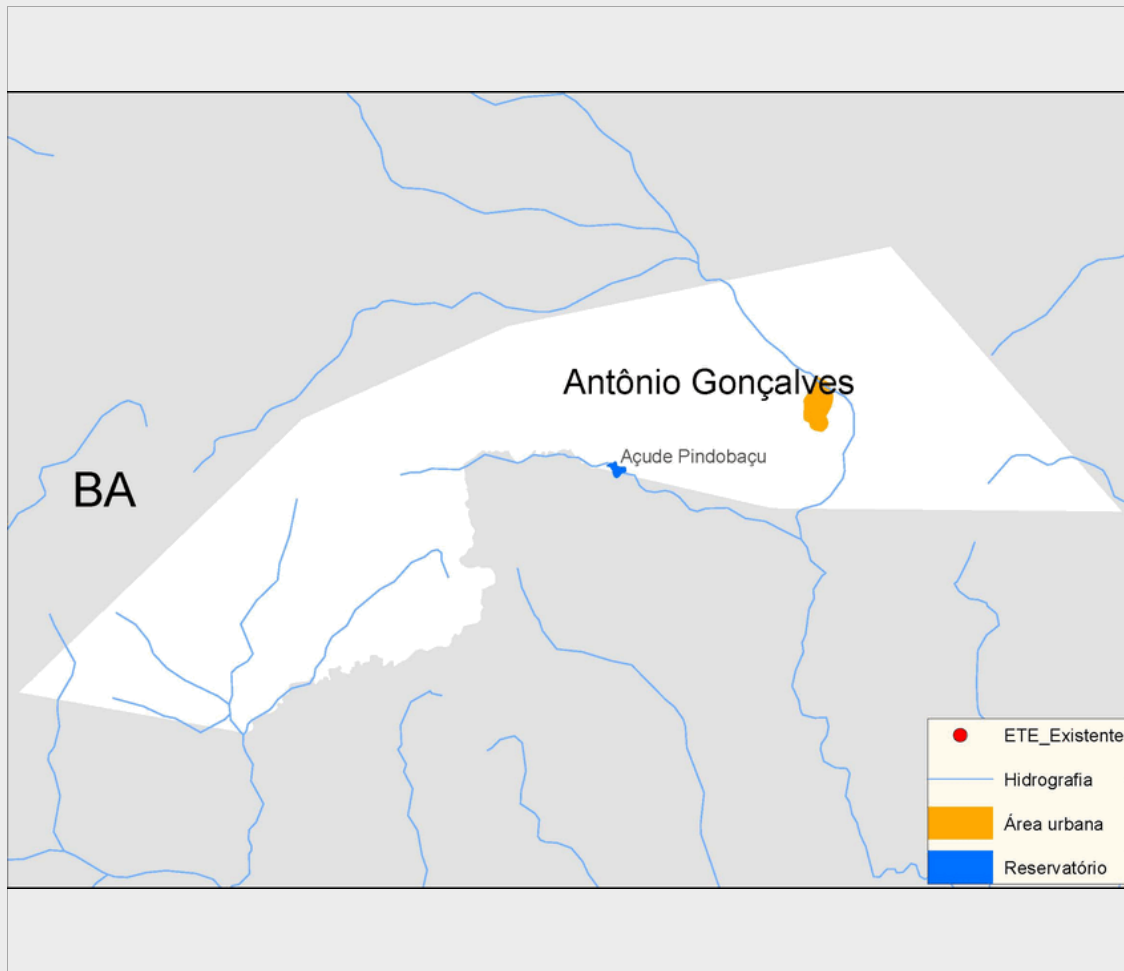 Antônio Gonçalves
Açude Pindobaçu
BA
ETE_Existente
Hidrografia
Área urbana
Reservatório